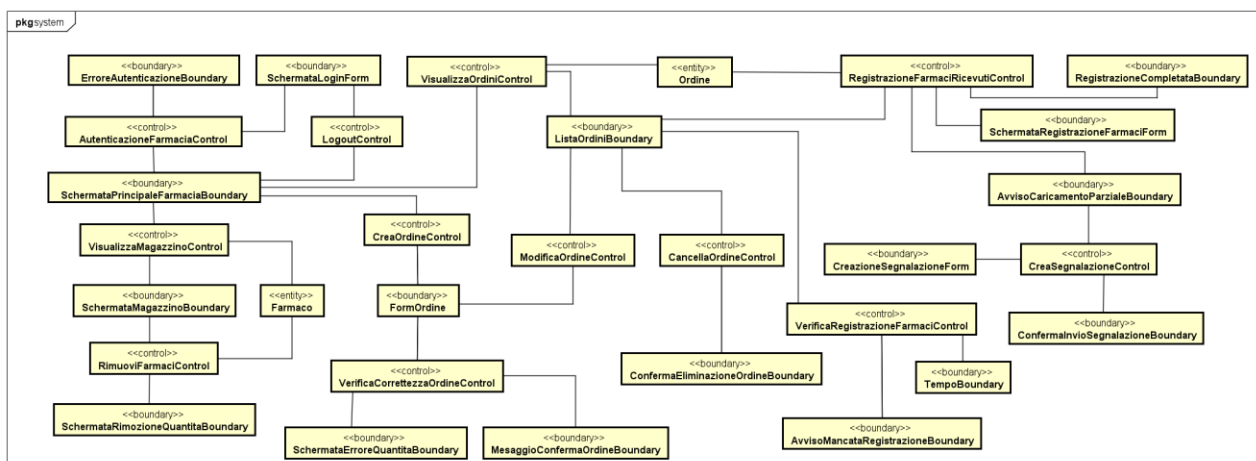 pkg system
<<boundary>>
ErroreAutenticazioneBoundary
<<boundary>>
SchermataLoginForm
<<control>>
VisualizzaOrdiniControl
<<entity>>
Ordine
<<control>>
RegistrazioneFarmaciRicevutiControl
<<boundary>>
RegistrazioneCompletataBoundary
<<control>>
AutenticazioneFarmaciaControl
<<control>>
LogoutControl
<<boundary>>
ListaOrdiniBoundary
<<boundary>>
SchermataRegistrazioneFarmaciForm
<<boundary>>
SchermataPrincipaleFarmaciaBoundary
<<boundary>>
AvvisoCaricamentoParzialeBoundary
<<control>>
VisualizzaMagazzinoControl
<<control>>
CreaOrdineControl
<<control>>
ModificaOrdineControl
<<control>>
CancellaOrdineControl
<<boundary>>
CreazioneSegnalazioneForm
<<control>>
CreaSegnalazioneControl
<<boundary>>
SchermataMagazzinoBoundary
<<entity>>
Farmaco
<<boundary>>
FormOrdine
<<control>>
VerificaRegistrazioneFarmaciControl
<<boundary>>
ConfermaInvioSegnalazioneBoundary
<<control>>
RimuoviFarmaciControl
<<control>>
VerificaCorrettezzaOrdineControl
<<boundary>>
ConfermaEliminazioneOrdineBoundary
<<boundary>>
TempoBoundary
<<boundary>>
SchermataRimozioneQuantitaBoundary
<<boundary>>
SchermataErroreQuantitaBoundary
<<boundary>>
MesaggioConfermaOrdineBoundary
<<boundary>>
AvvisoMancataRegistrazioneBoundary